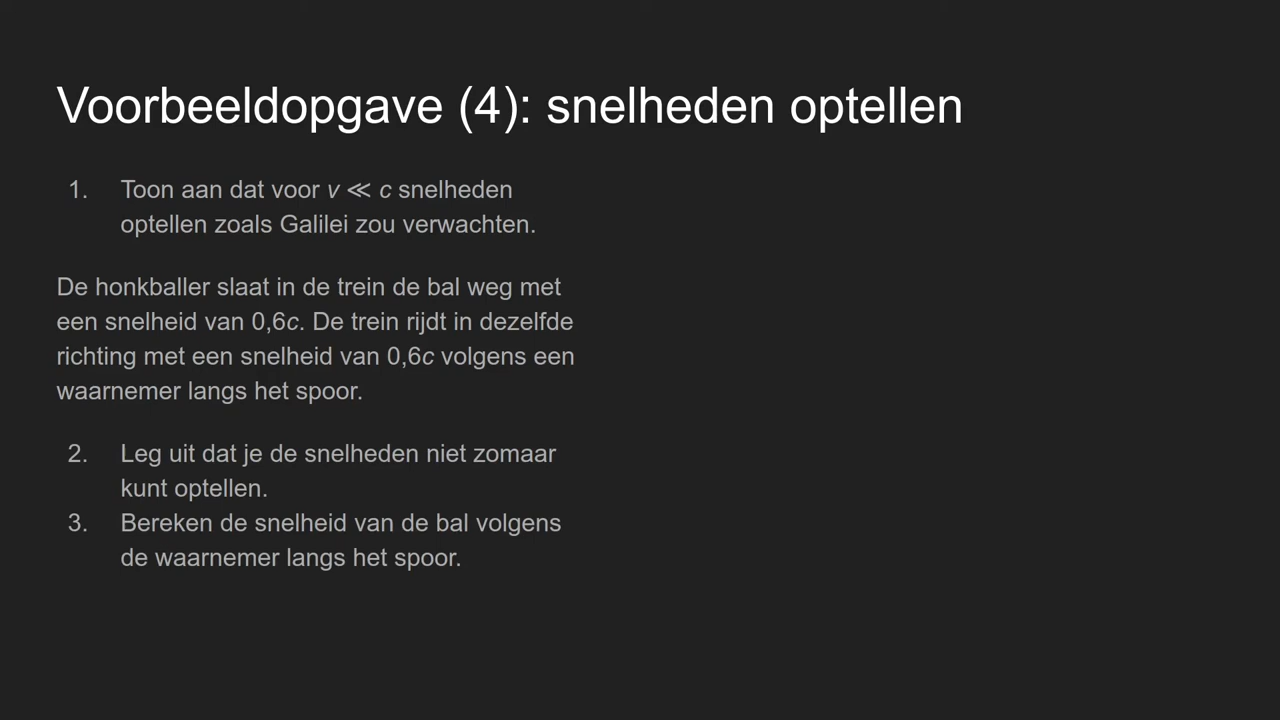 Voorbeeldopgave (4): snelheden optellen
1. Toon aan dat voor v ≪ c snelheden
optellen zoals Galilei zou verwachten.
De honkballer slaat in de trein de bal weg met
een snelheid van 0,6c. De trein rijdt in dezelfde
richting met een snelheid van 0,6c volgens een
waarnemer langs het spoor.
2. Leg uit dat je de snelheden niet zomaar
kunt optellen.
3. Bereken de snelheid van de bal volgens
de waarnemer langs het spoor.